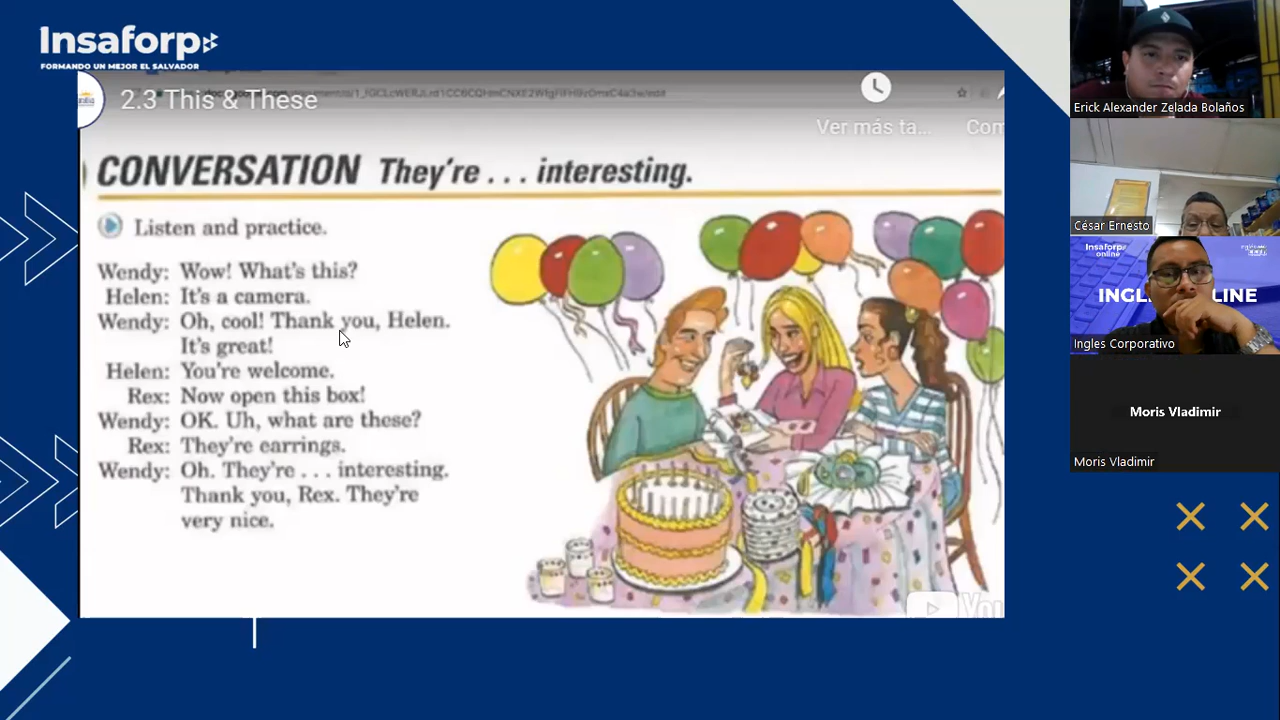 Insaforp
FORMANDO UN MEJOR EL SALVADOR
2.3 This & These
Ver más ta...
CONVERSATION They're . . . interesting.
Listen and practice.
Wendy: Wow! What's this?
Helen: It's a camera.
Wendy: Oh, cool! Thank you, Helen.
It's great!
Helen: You're welcome.
Rex: Now open this box!
Wendy: OK. Uh, what are these?
Rex: They're earrings.
Wendy: Oh. They're . . . interesting.
Thank you, Rex. They're
very nice.
Erick Alexander Zelada Bolaños
César Ernesto
Insaforp
online
Ingles Corporativo
Moris Vladimir
Moris Vladimir